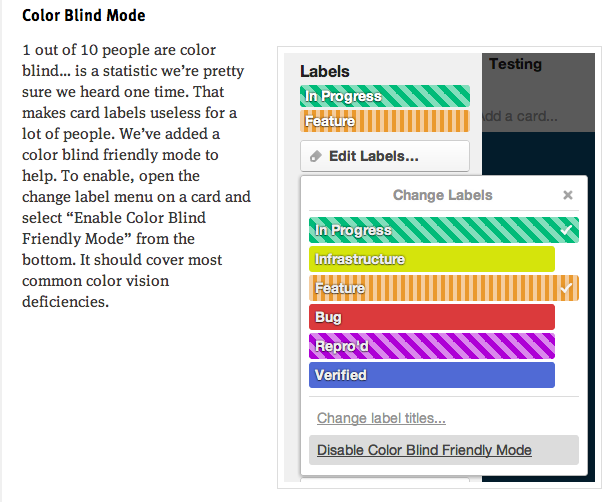 Color Blind Mode
1 out of 10 people are color
blind... is a statistic we’re pretty
sure we heard one time. That
makes card labels useless for a
lot of people. We’ve added a
color blind friendly mode to
help. To enable, open the
change label menu on a card and
select “Enable Color Blind
Friendly Mode” from the
bottom. It should cover most
common color vision
deficiencies.
Labels
In Progress
Feature
Edit Labels...
Testing
Add a card...
Change Labels
In Progress
Infrastructure
Feature
Bug
Repro'd
Verified
Change label titles...
Disable Color Blind Friendly Mode